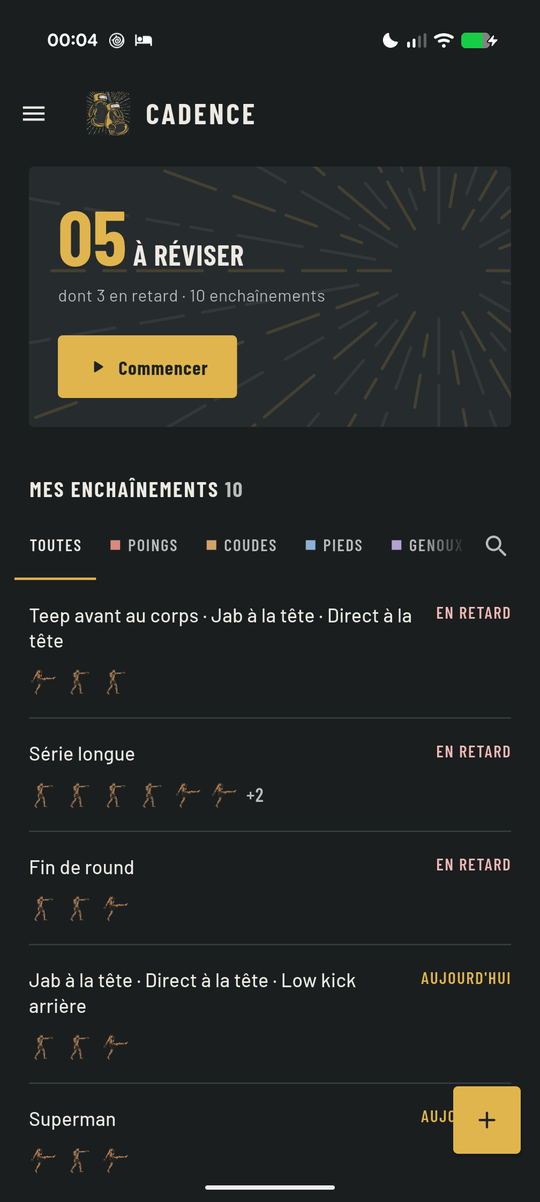 00:04
CADENCE
05 À RÉVISER
dont 3 en retard · 10 enchaînements
Commencer
MES ENCHAÎNEMENTS 10
TOUTES POINGS COUDES PIEDS GENOUX
Teep avant au corps · Jab à la tête · Direct à la
tête
EN RETARD
Série longue
EN RETARD
+2
Fin de round
EN RETARD
Jab à la tête · Direct à la tête · Low kick
arrière
AUJOURD'HUI
Superman
AUJO
+